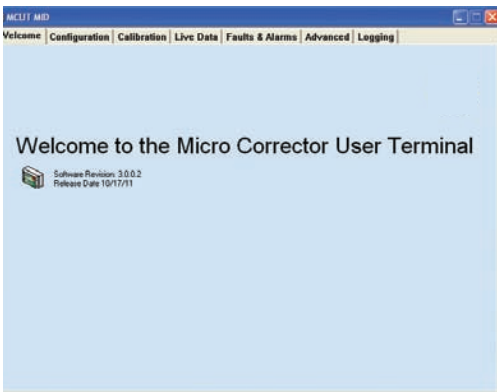 MCUT MID
Welcome Configuration Calibration Live Data Faults & Alarms Advanced Logging
Welcome to the Micro Corrector User Terminal
Software Revision: 3.0.0.2
Release Date 10/17/11